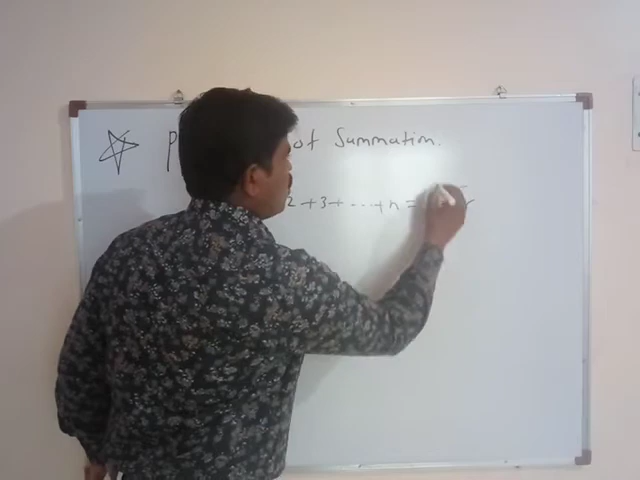 of Summation.
2 + 3 + ... + n =